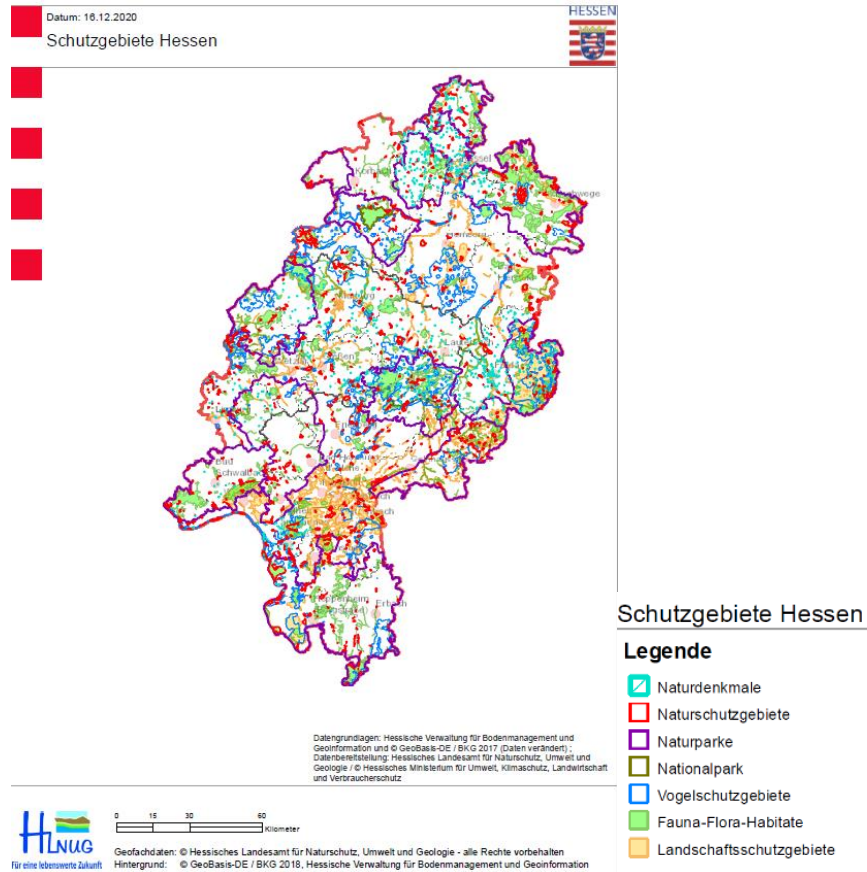 Datum: 16.12.2020
Schutzgebiete Hessen
HESSEN
Korbach
Marburg
Gießen
Bad
Schwalbach
Erbach
Schutzgebiete Hessen
Legende
Naturdenkmale
Naturschutzgebiete
Naturparke
Nationalpark
Vogelschutzgebiete
Fauna-Flora-Habitate
Landschaftsschutzgebiete
Datengrundlagen: Hessische Verwaltung für Bodenmanagement und
Geoinformation und © GeoBasis-DE / BKG 2017 (Daten verändert) ;
Datenbereitstellung: Hessisches Landesamt für Naturschutz, Umwelt und
Geologie / © Hessisches Ministerium für Umwelt, Klimaschutz, Landwirtschaft
und Verbraucherschutz
HLNUG
Für eine lebenswerte Zukunft
0 15 30 60
Kilometer
Geofachdaten: © Hessisches Landesamt für Naturschutz, Umwelt und Geologie - alle Rechte vorbehalten
Hintergrund: © GeoBasis-DE / BKG 2018, Hessische Verwaltung für Bodenmanagement und Geoinformation